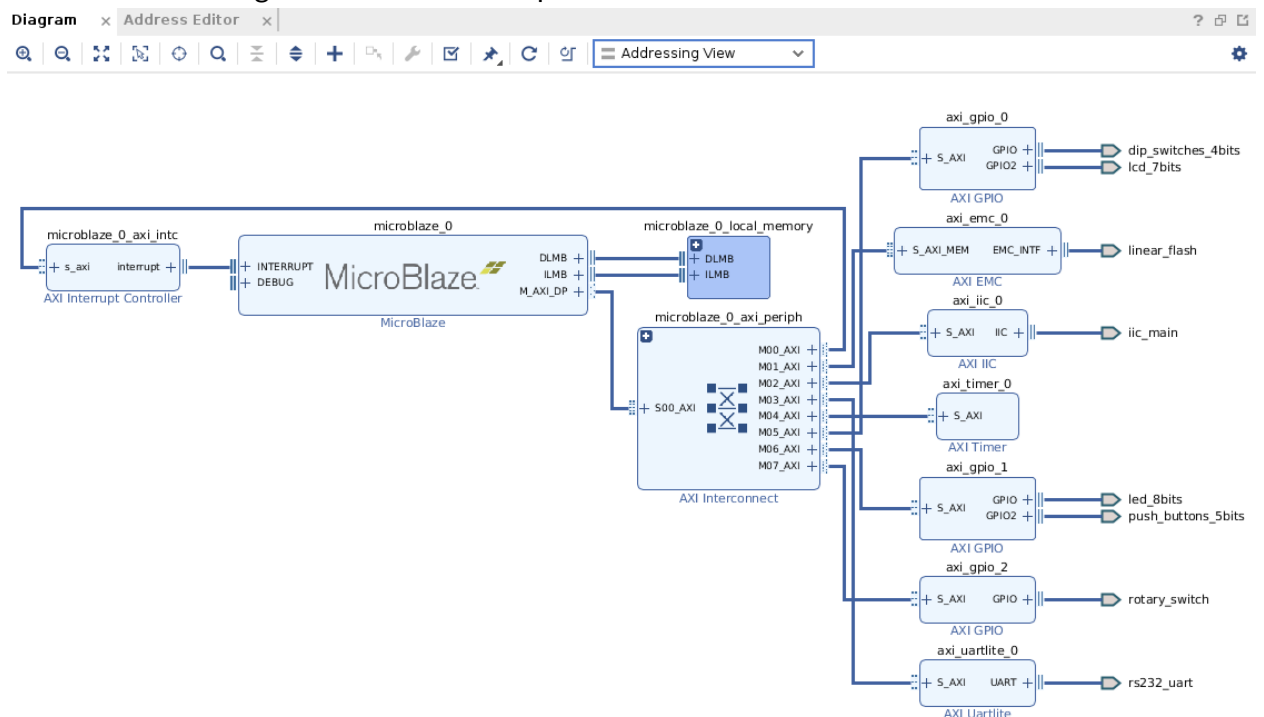 Diagram
Address Editor
Addressing View
axi_gpio_0
S_AXI
GPIO
GPIO2
dip_switches_4bits
lcd_7bits
AXI GPIO
microblaze_0_axi_intc
s_axi
interrupt
AXI Interrupt Controller
microblaze_0
INTERRUPT
DEBUG
MicroBlaze
DLMB
ILMB
M_AXI_DP
MicroBlaze
microblaze_0_local_memory
DLMB
ILMB
axi_emc_0
S_AXI_MEM
EMC_INTF
linear_flash
AXI EMC
microblaze_0_axi_periph
S00_AXI
M00_AXI
M01_AXI
M02_AXI
M03_AXI
M04_AXI
M05_AXI
M06_AXI
M07_AXI
AXI Interconnect
axi_iic_0
S_AXI
IIC
iic_main
AXI IIC
axi_timer_0
S_AXI
AXI Timer
axi_gpio_1
S_AXI
GPIO
GPIO2
led_8bits
push_buttons_5bits
AXI GPIO
axi_gpio_2
S_AXI
GPIO
rotary_switch
AXI GPIO
axi_uartlite_0
S_AXI
UART
rs232_uart
AXI Uartlite